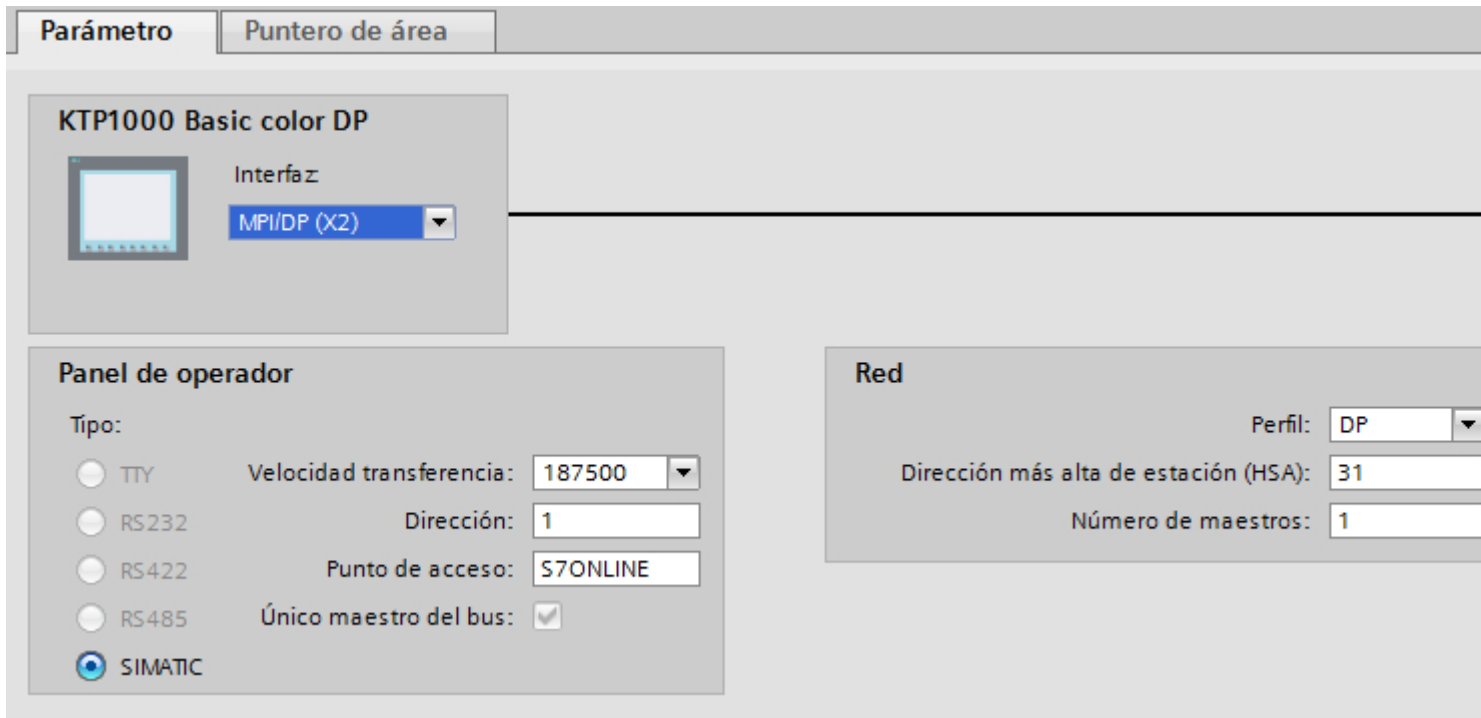 Parámetro
Puntero de área
KTP1000 Basic color DP
Interfaz
MPI/DP (X2)
Panel de operador
Tipo:
TTY
Velocidad transferencia: 187500
RS232
Dirección: 1
RS422
Punto de acceso: S7ONLINE
RS485
Único maestro del bus:
SIMATIC
Red
Perfil: DP
Dirección más alta de estación (HSA): 31
Número de maestros: 1